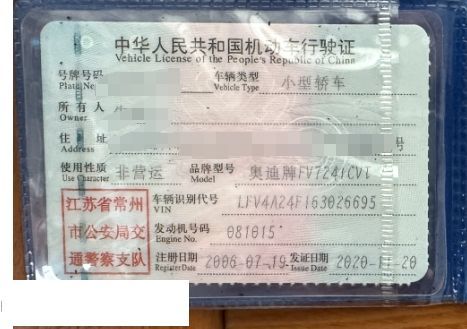 中华人民共和国机动车行驶证
Vehicle License of the People's Republic of China
号牌号码
Plate No. 车辆类型 小型轿车
Vehicle Type
所有人
Owner
住址 号
Address
使用性质 非营运 品牌型号 奥迪牌FV7241CVT
Use Character Model
江苏省常州 车辆识别代号 LFV4A24F163026695
VIN
市公安局交 发动机号码 081015
Engine No.
通警察支队 注册日期 2006-07-19 发证日期 2020-11-20
Register Date Issue Date